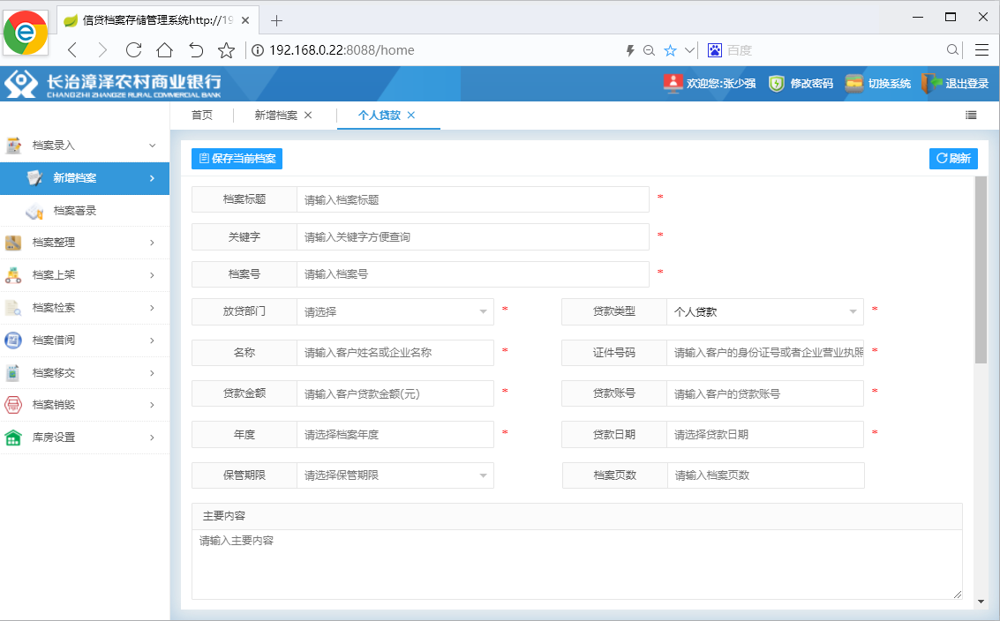 信贷档案存储管理系统http://19
192.168.0.22:8088/home
百度
长治漳泽农村商业银行
CHANGZHI ZHANGZE RURAL COMMERCIAL BANK
欢迎您:张少强 修改密码 切换系统 退出登录
首页 新增档案 个人贷款
档案录入
新增档案
档案著录
档案整理
档案上架
档案检索
档案借阅
档案移交
档案销毁
库房设置
保存当前档案 刷新
档案标题 请输入档案标题 *
关键字 请输入关键字方便查询 *
档案号 请输入档案号 *
放贷部门 请选择 * 贷款类型 个人贷款 *
名称 请输入客户姓名或企业名称 * 证件号码 请输入客户的身份证号或者企业营业执照 *
贷款金额 请输入客户贷款金额(元) * 贷款账号 请输入客户的贷款账号 *
年度 请选择档案年度 * 贷款日期 请选择贷款日期 *
保管期限 请选择保管期限 档案页数 请输入档案页数
主要内容
请输入主要内容